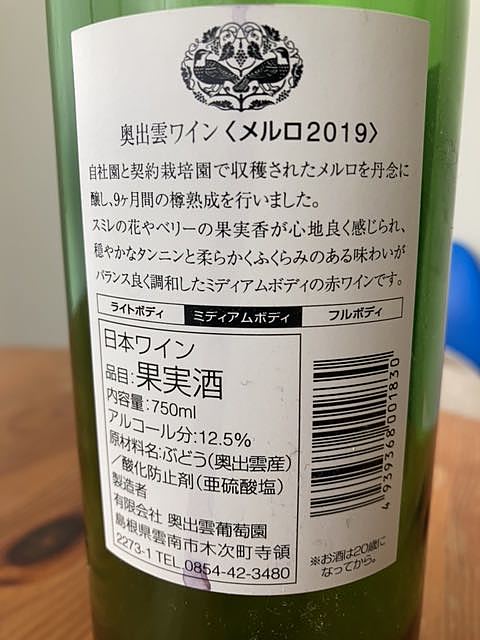 奥出雲ワイン〈メルロ2019〉
自社園と契約栽培園で収穫されたメルロを丹念に
醸し、9ヶ月間の樽熟成を行いました。
スミレの花やベリーの果実香が心地良く感じられ、
穏やかなタンニンと柔らかくふくらみのある味わいが
バランス良く調和したミディアムボディの赤ワインです。
ライトボディ ミディアムボディ フルボディ
日本ワイン
品目:果実酒
内容量:750ml
アルコール分:12.5%
原材料名:ぶどう(奥出雲産)
/酸化防止剤(亜硫酸塩)
製造者
有限会社 奥出雲葡萄園
島根県雲南市木次町寺領
2273-1 TEL.0854-42-3480
4939368001830
※お酒は20歳に
なってから。